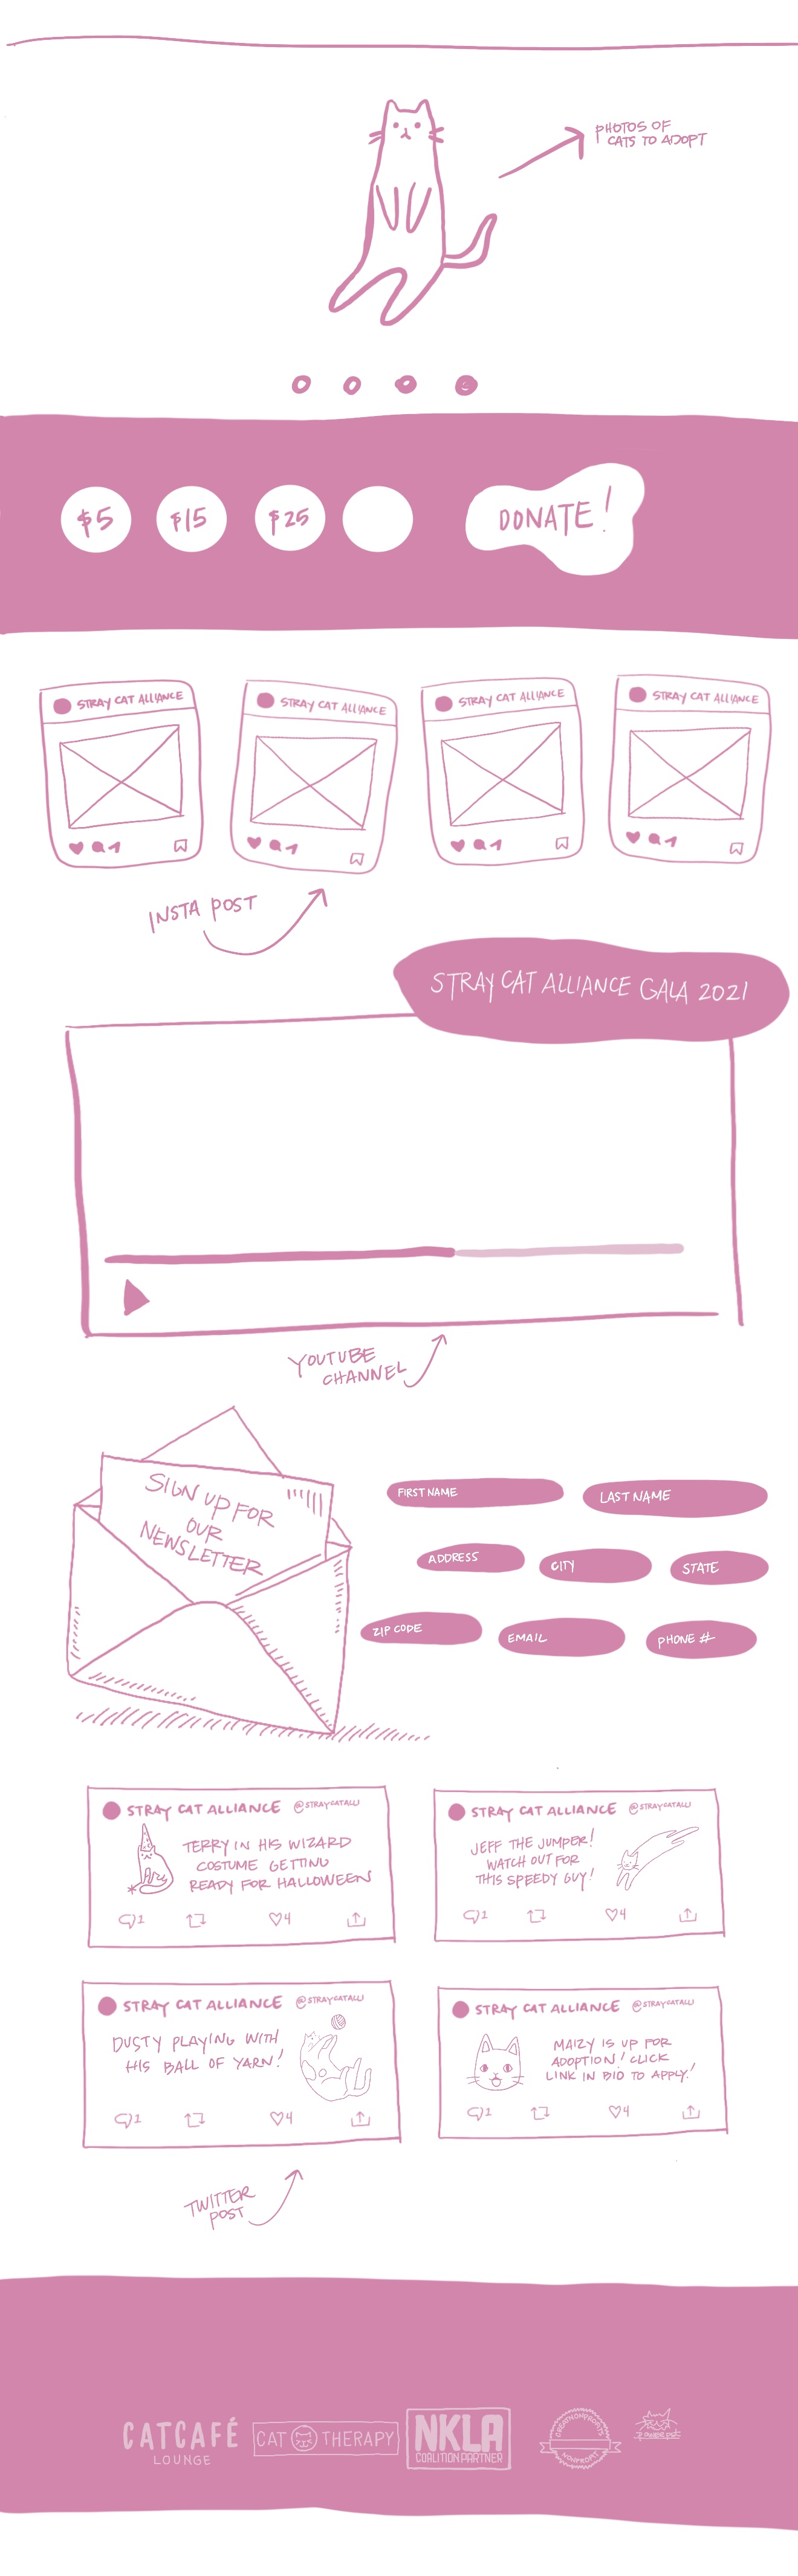 PHOTOS OF
CATS TO ADOPT
$5
$15
$25
DONATE!
STRAY CAT ALLIANCE
STRAY CAT ALLIANCE
STRAY CAT ALLIANCE
STRAY CAT ALLIANCE
INSTA POST
STRAY CAT ALLIANCE GALA 2021
YOUTUBE
CHANNEL
SIGN UP FOR
OUR
NEWSLETTER
FIRST NAME
LAST NAME
ADDRESS
CITY
STATE
ZIP CODE
EMAIL
PHONE #
STRAY CAT ALLIANCE @STRAYCATALLI
TERRY IN HIS WIZARD
COSTUME GETTING
READY FOR HALLOWEEN
1
4
STRAY CAT ALLIANCE @STRAYCATALLI
JEFF THE JUMPER!
WATCH OUT FOR
THIS SPEEDY GUY!
1
4
STRAY CAT ALLIANCE @STRAYCATALLI
DUSTY PLAYING WITH
HIS BALL OF YARN!
1
4
STRAY CAT ALLIANCE @STRAYCATALLI
MAIZY IS UP FOR
ADOPTION! CLICK
LINK IN BIO TO APPLY!
1
4
TWITTER
POST
CATCAFÉ
LOUNGE
CAT THERAPY
NKLA
COALITION PARTNER
GREATNONPROFITS
NONPROFIT